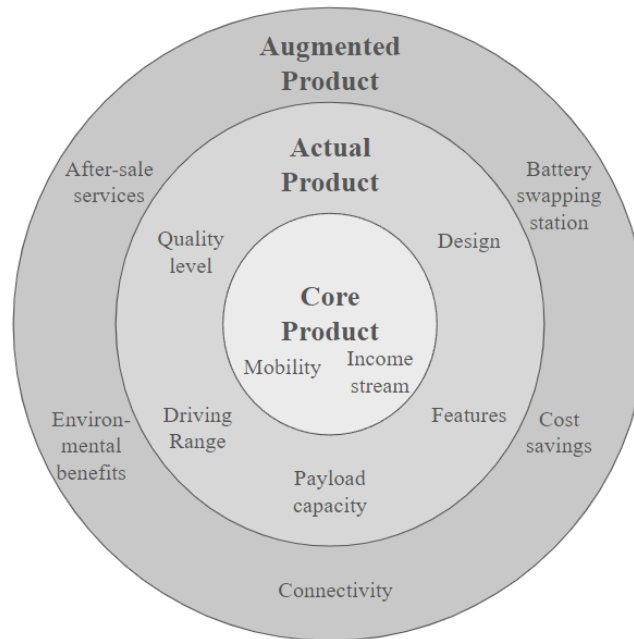 Augmented
Product
Actual
Product
After-sale
services
Battery
swapping
station
Quality
level
Design
Core
Product
Mobility
Income
stream
Environ-
mental
benefits
Driving
Range
Features
Cost
savings
Payload
capacity
Connectivity